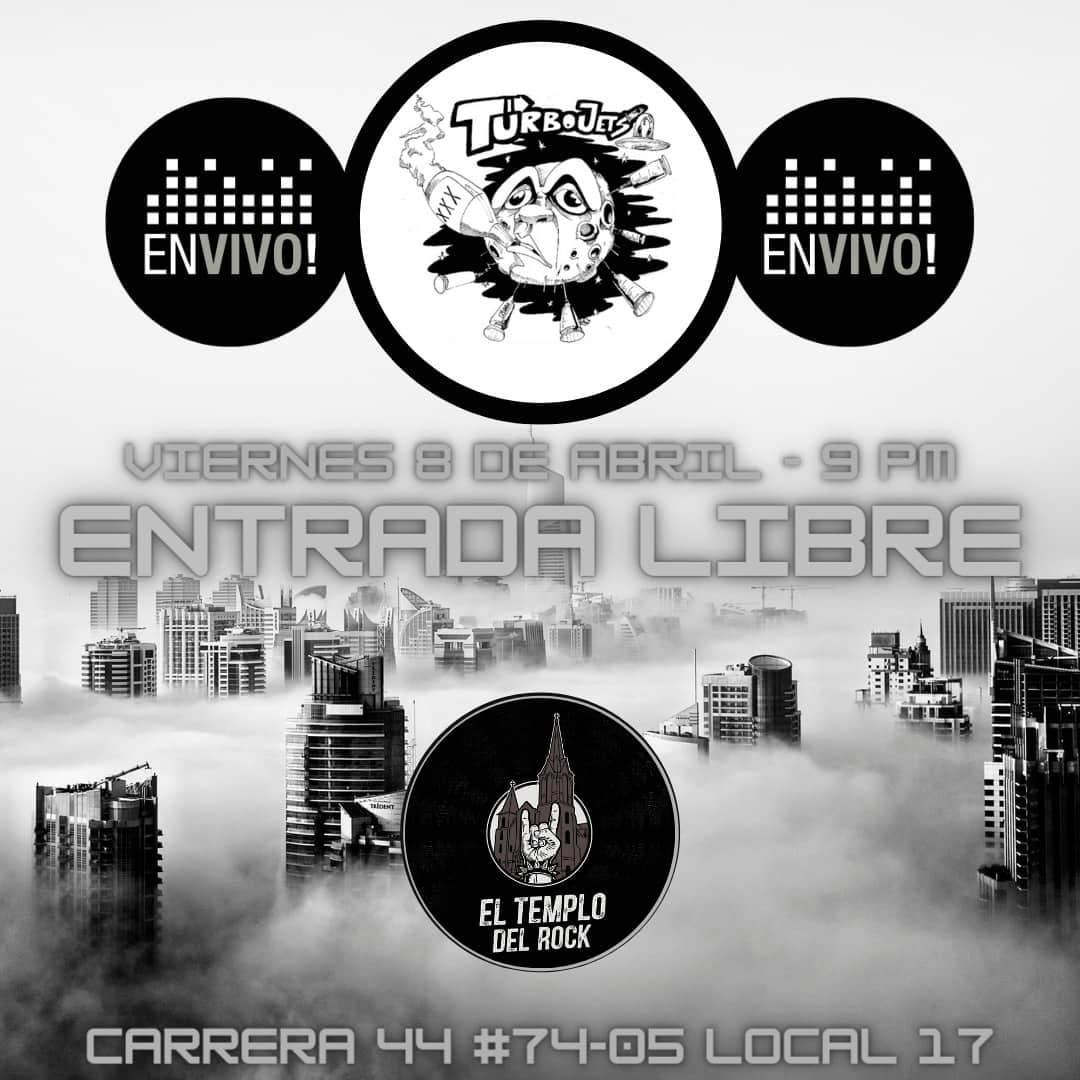 TÜRBOJETS
XXX
ENVIVO!
ENVIVO!
VIERNES 8 DE ABRIL - 9 PM
ENTRADA LIBRE
TRIDENT
EL TEMPLO
DEL ROCK
CARRERA 44 #74-05 LOCAL 17